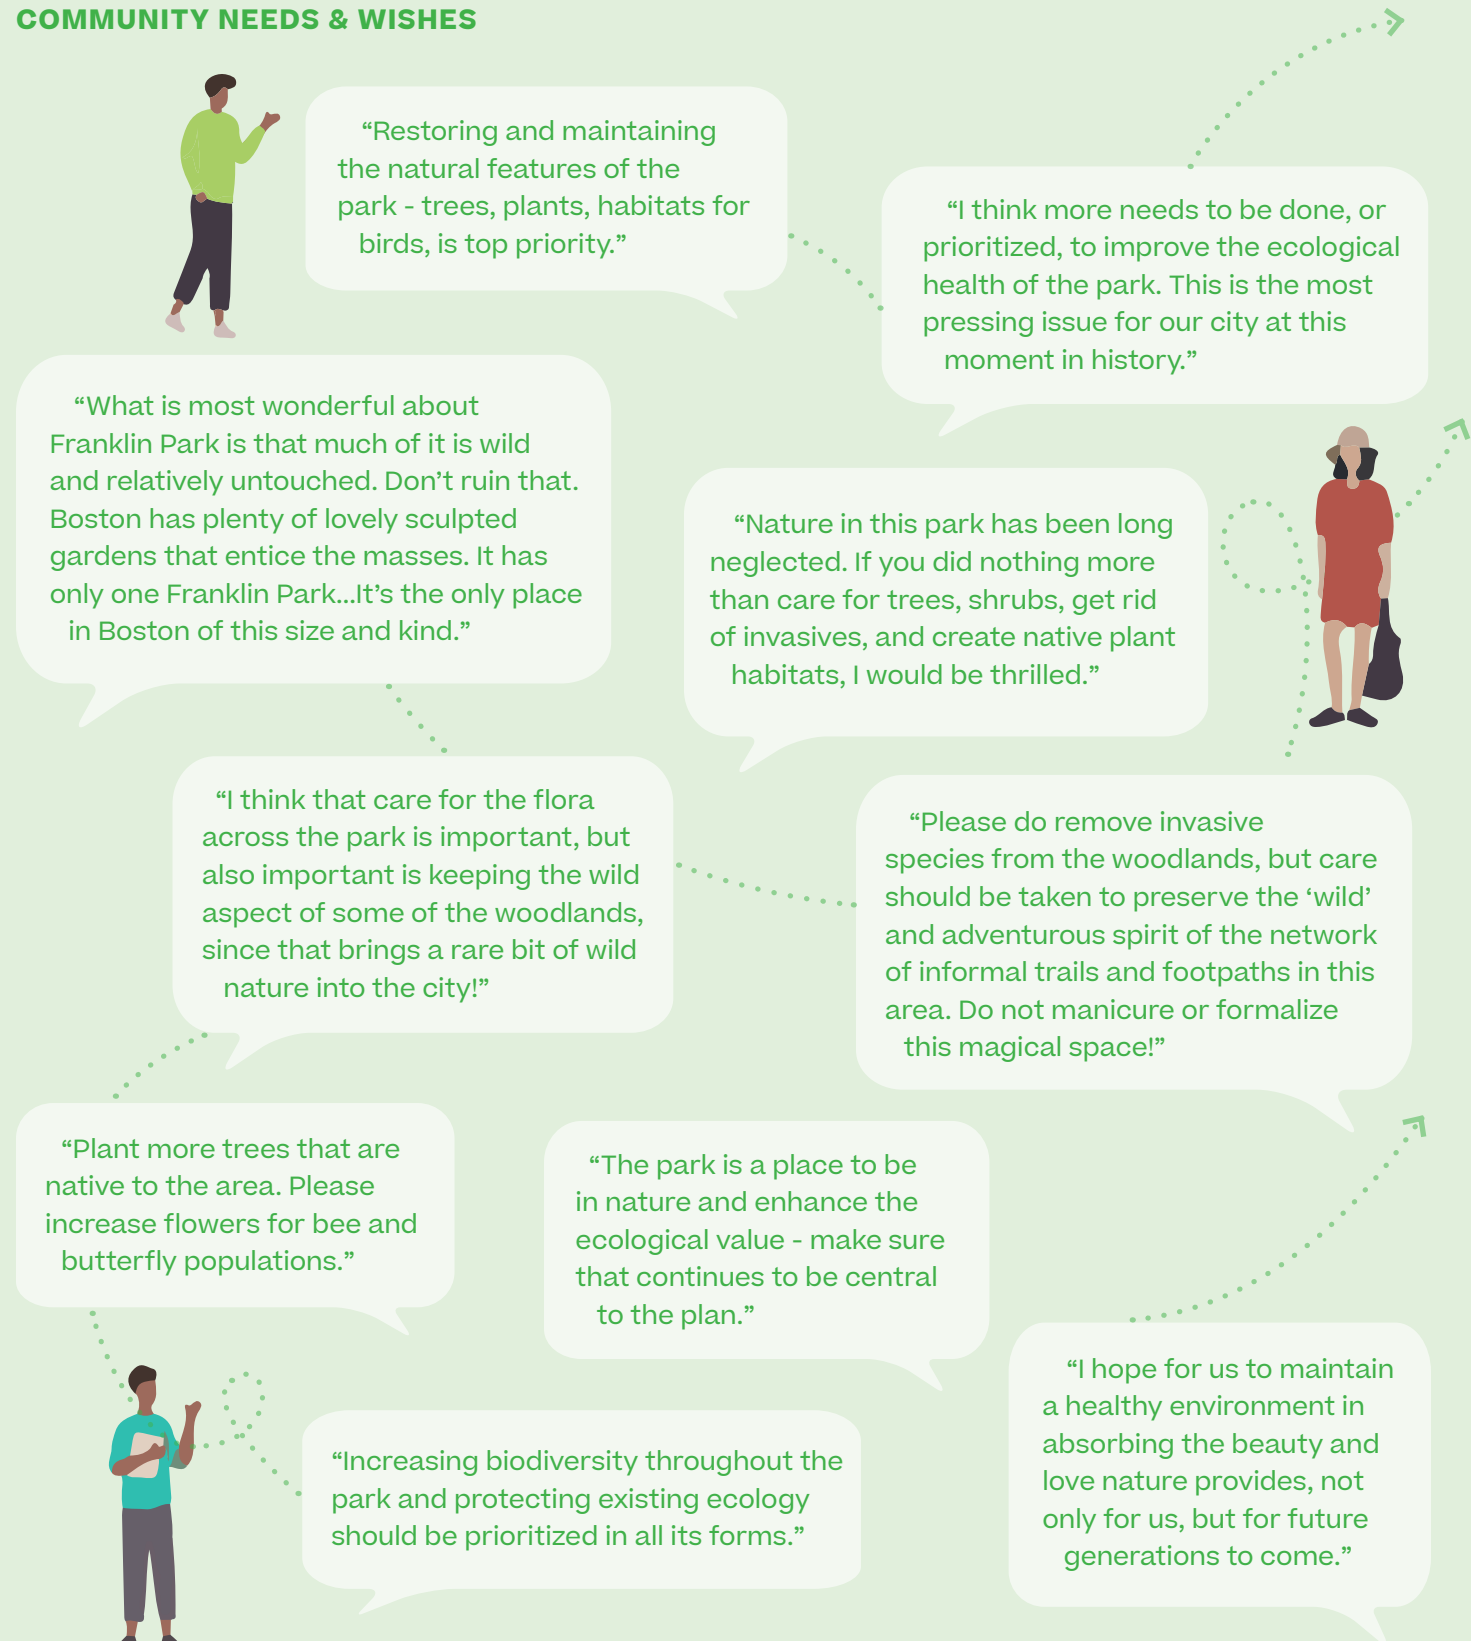 COMMUNITY NEEDS & WISHES
“Restoring and maintaining
the natural features of the
park - trees, plants, habitats for
birds, is top priority.”
“I think more needs to be done, or
prioritized, to improve the ecological
health of the park. This is the most
pressing issue for our city at this
moment in history.”
“What is most wonderful about
Franklin Park is that much of it is wild
and relatively untouched. Don’t ruin that.
Boston has plenty of lovely sculpted
gardens that entice the masses. It has
only one Franklin Park...It’s the only place
in Boston of this size and kind.”
“Nature in this park has been long
neglected. If you did nothing more
than care for trees, shrubs, get rid
of invasives, and create native plant
habitats, I would be thrilled.”
“I think that care for the flora
across the park is important, but
also important is keeping the wild
aspect of some of the woodlands,
since that brings a rare bit of wild
nature into the city!”
“Please do remove invasive
species from the woodlands, but care
should be taken to preserve the ‘wild’
and adventurous spirit of the network
of informal trails and footpaths in this
area. Do not manicure or formalize
this magical space!”
“Plant more trees that are
native to the area. Please
increase flowers for bee and
butterfly populations.”
“The park is a place to be
in nature and enhance the
ecological value - make sure
that continues to be central
to the plan.”
“I hope for us to maintain
a healthy environment in
absorbing the beauty and
love nature provides, not
only for us, but for future
generations to come.”
“Increasing biodiversity throughout the
park and protecting existing ecology
should be prioritized in all its forms.”